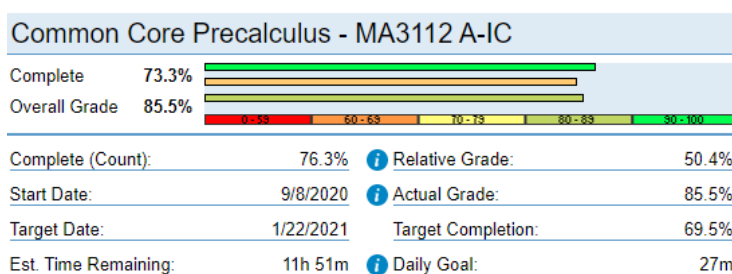 Common Core Precalculus - MA3112 A-IC
Complete 73.3%
Overall Grade 85.5%
0 - 59 60 - 69 70 - 79 80 - 89 90 - 100
Complete (Count): 76.3% i Relative Grade: 50.4%
Start Date: 9/8/2020 i Actual Grade: 85.5%
Target Date: 1/22/2021 Target Completion: 69.5%
Est. Time Remaining: 11h 51m i Daily Goal: 27m